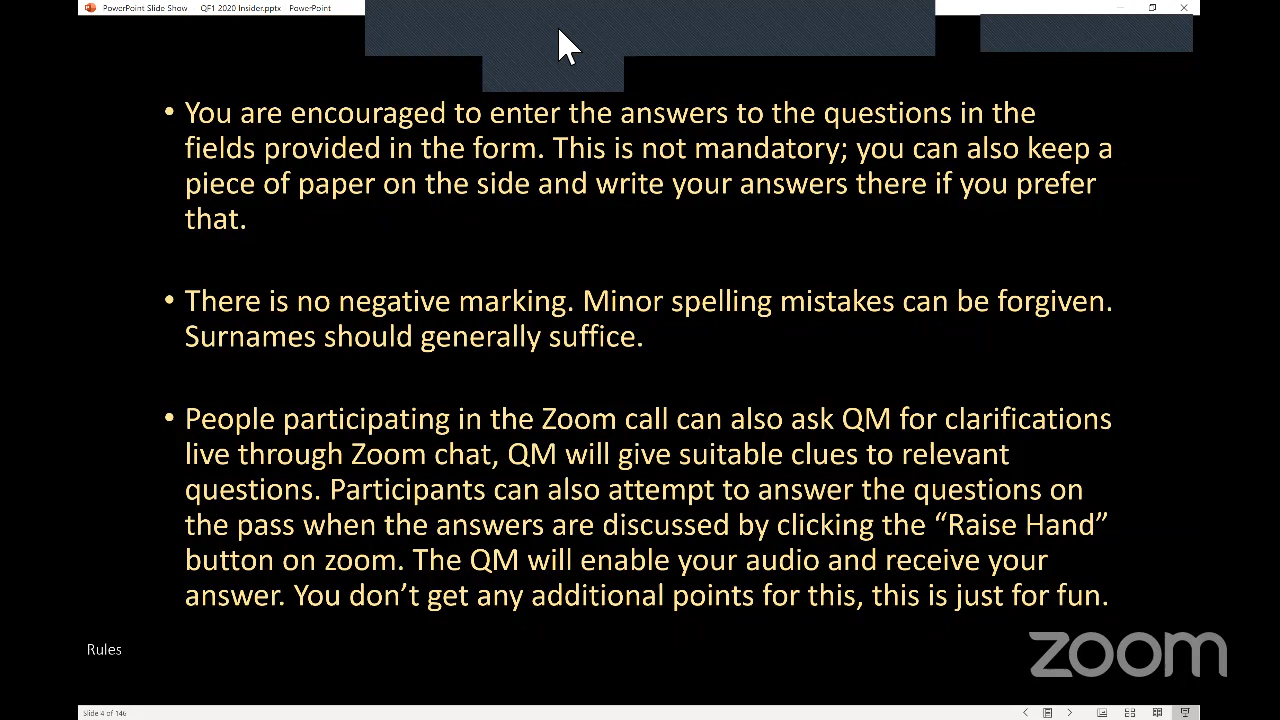 PowerPoint Slide Show QF1 2020 Insider.pptx - PowerPoint
• You are encouraged to enter the answers to the questions in the
fields provided in the form. This is not mandatory; you can also keep a
piece of paper on the side and write your answers there if you prefer
that.
• There is no negative marking. Minor spelling mistakes can be forgiven.
Surnames should generally suffice.
• People participating in the Zoom call can also ask QM for clarifications
live through Zoom chat, QM will give suitable clues to relevant
questions. Participants can also attempt to answer the questions on
the pass when the answers are discussed by clicking the “Raise Hand”
button on zoom. The QM will enable your audio and receive your
answer. You don’t get any additional points for this, this is just for fun.
Rules
zoom
Slide 4 of 146